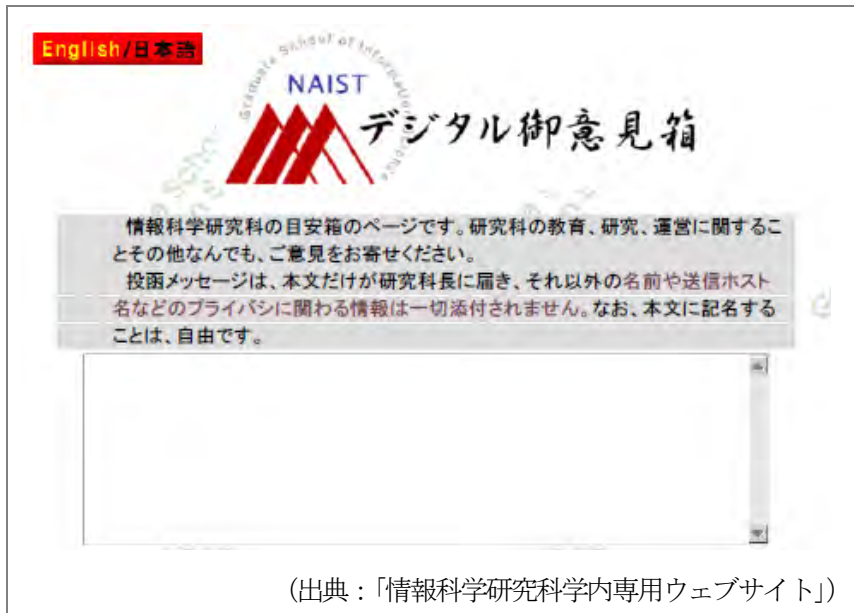 English/日本語
Graduate School of Information Science
NAIST
デジタル御意見箱
情報科学研究科の目安箱のページです。研究科の教育、研究、運営に関するこ
とその他なんでも、ご意見をお寄せください。
投函メッセージは、本文だけが研究科長に届き、それ以外の名前や送信ホスト
名などのプライバシに関わる情報は一切添付されません。なお、本文に記名する
ことは、自由です。
(出典:「情報科学研究科学内専用ウェブサイト」)